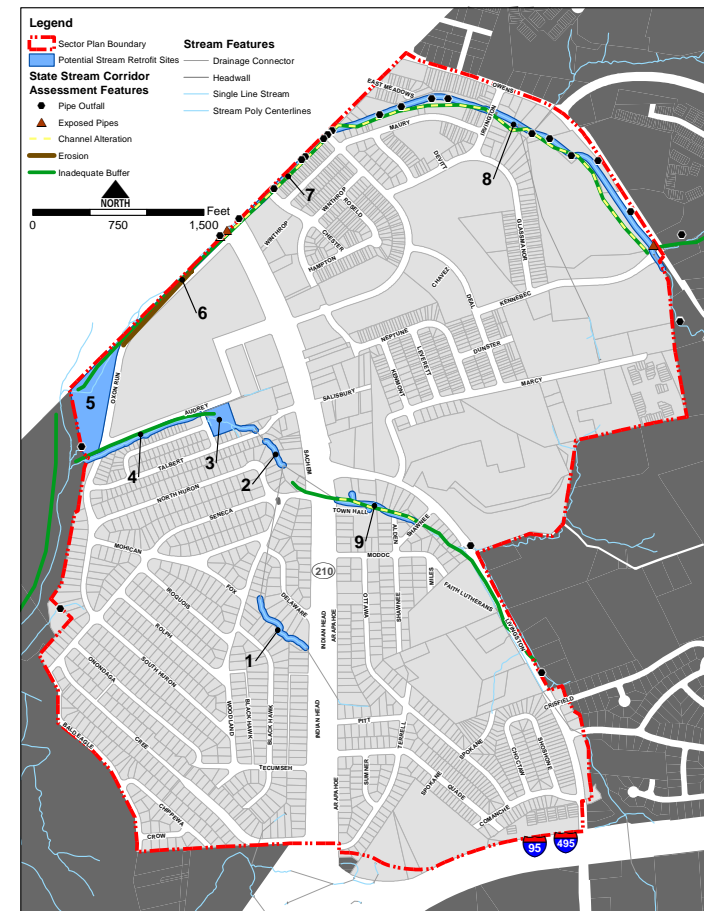 Legend
Sector Plan Boundary
Potential Stream Retrofit Sites
State Stream Corridor
Assessment Features
Pipe Outfall
Exposed Pipes
Channel Alteration
Erosion
Inadequate Buffer
Stream Features
Drainage Connector
Headwall
Single Line Stream
Stream Poly Centerlines
NORTH
Feet
0 750 1,500
EAST MEADOWS
OWENS
MAURY
IRVINGTON
DEVITT
8
7
WINTHROP
ROSELD
WINTHROP
CHESTER
HAMPTON
GLASSMANOR
CHAVEZ
DEAL
KENNEBEC
6
NEPTUNE
LEVERETT
DUNSTER
KENMONT
MARCY
SALISBURY
OXON RUN
5
AUDREY
3
4
TALBERT
2
SACHEM
NORTH HURON
SENECA
TOWN HALL
9
ALDEN
SHAWNEE
MODOC
MOHICAN
210
IROQUOIS
FOX
DELAWARE
MILES
FAITH LUTHERANS
OTTAWA
SHAWNEE
INDIAN HEAD
ARAPAHOE
LIVINGSTON
ROLPH
1
ONONDAGA
SOUTH HURON
CRISFIELD
WOODLAND
BLACK HAWK
BLACK HAWK
INDIAN HEAD
PITT
TERRELL
BALD EAGLE
CREE
SPOKANE
SPOKANE
CHOCTAW
SHOSHONE
TECUMSEH
ARAPAHOE
SUMNER
QUADE
COMANCHE
CHIPPEWA
CROW
95
495